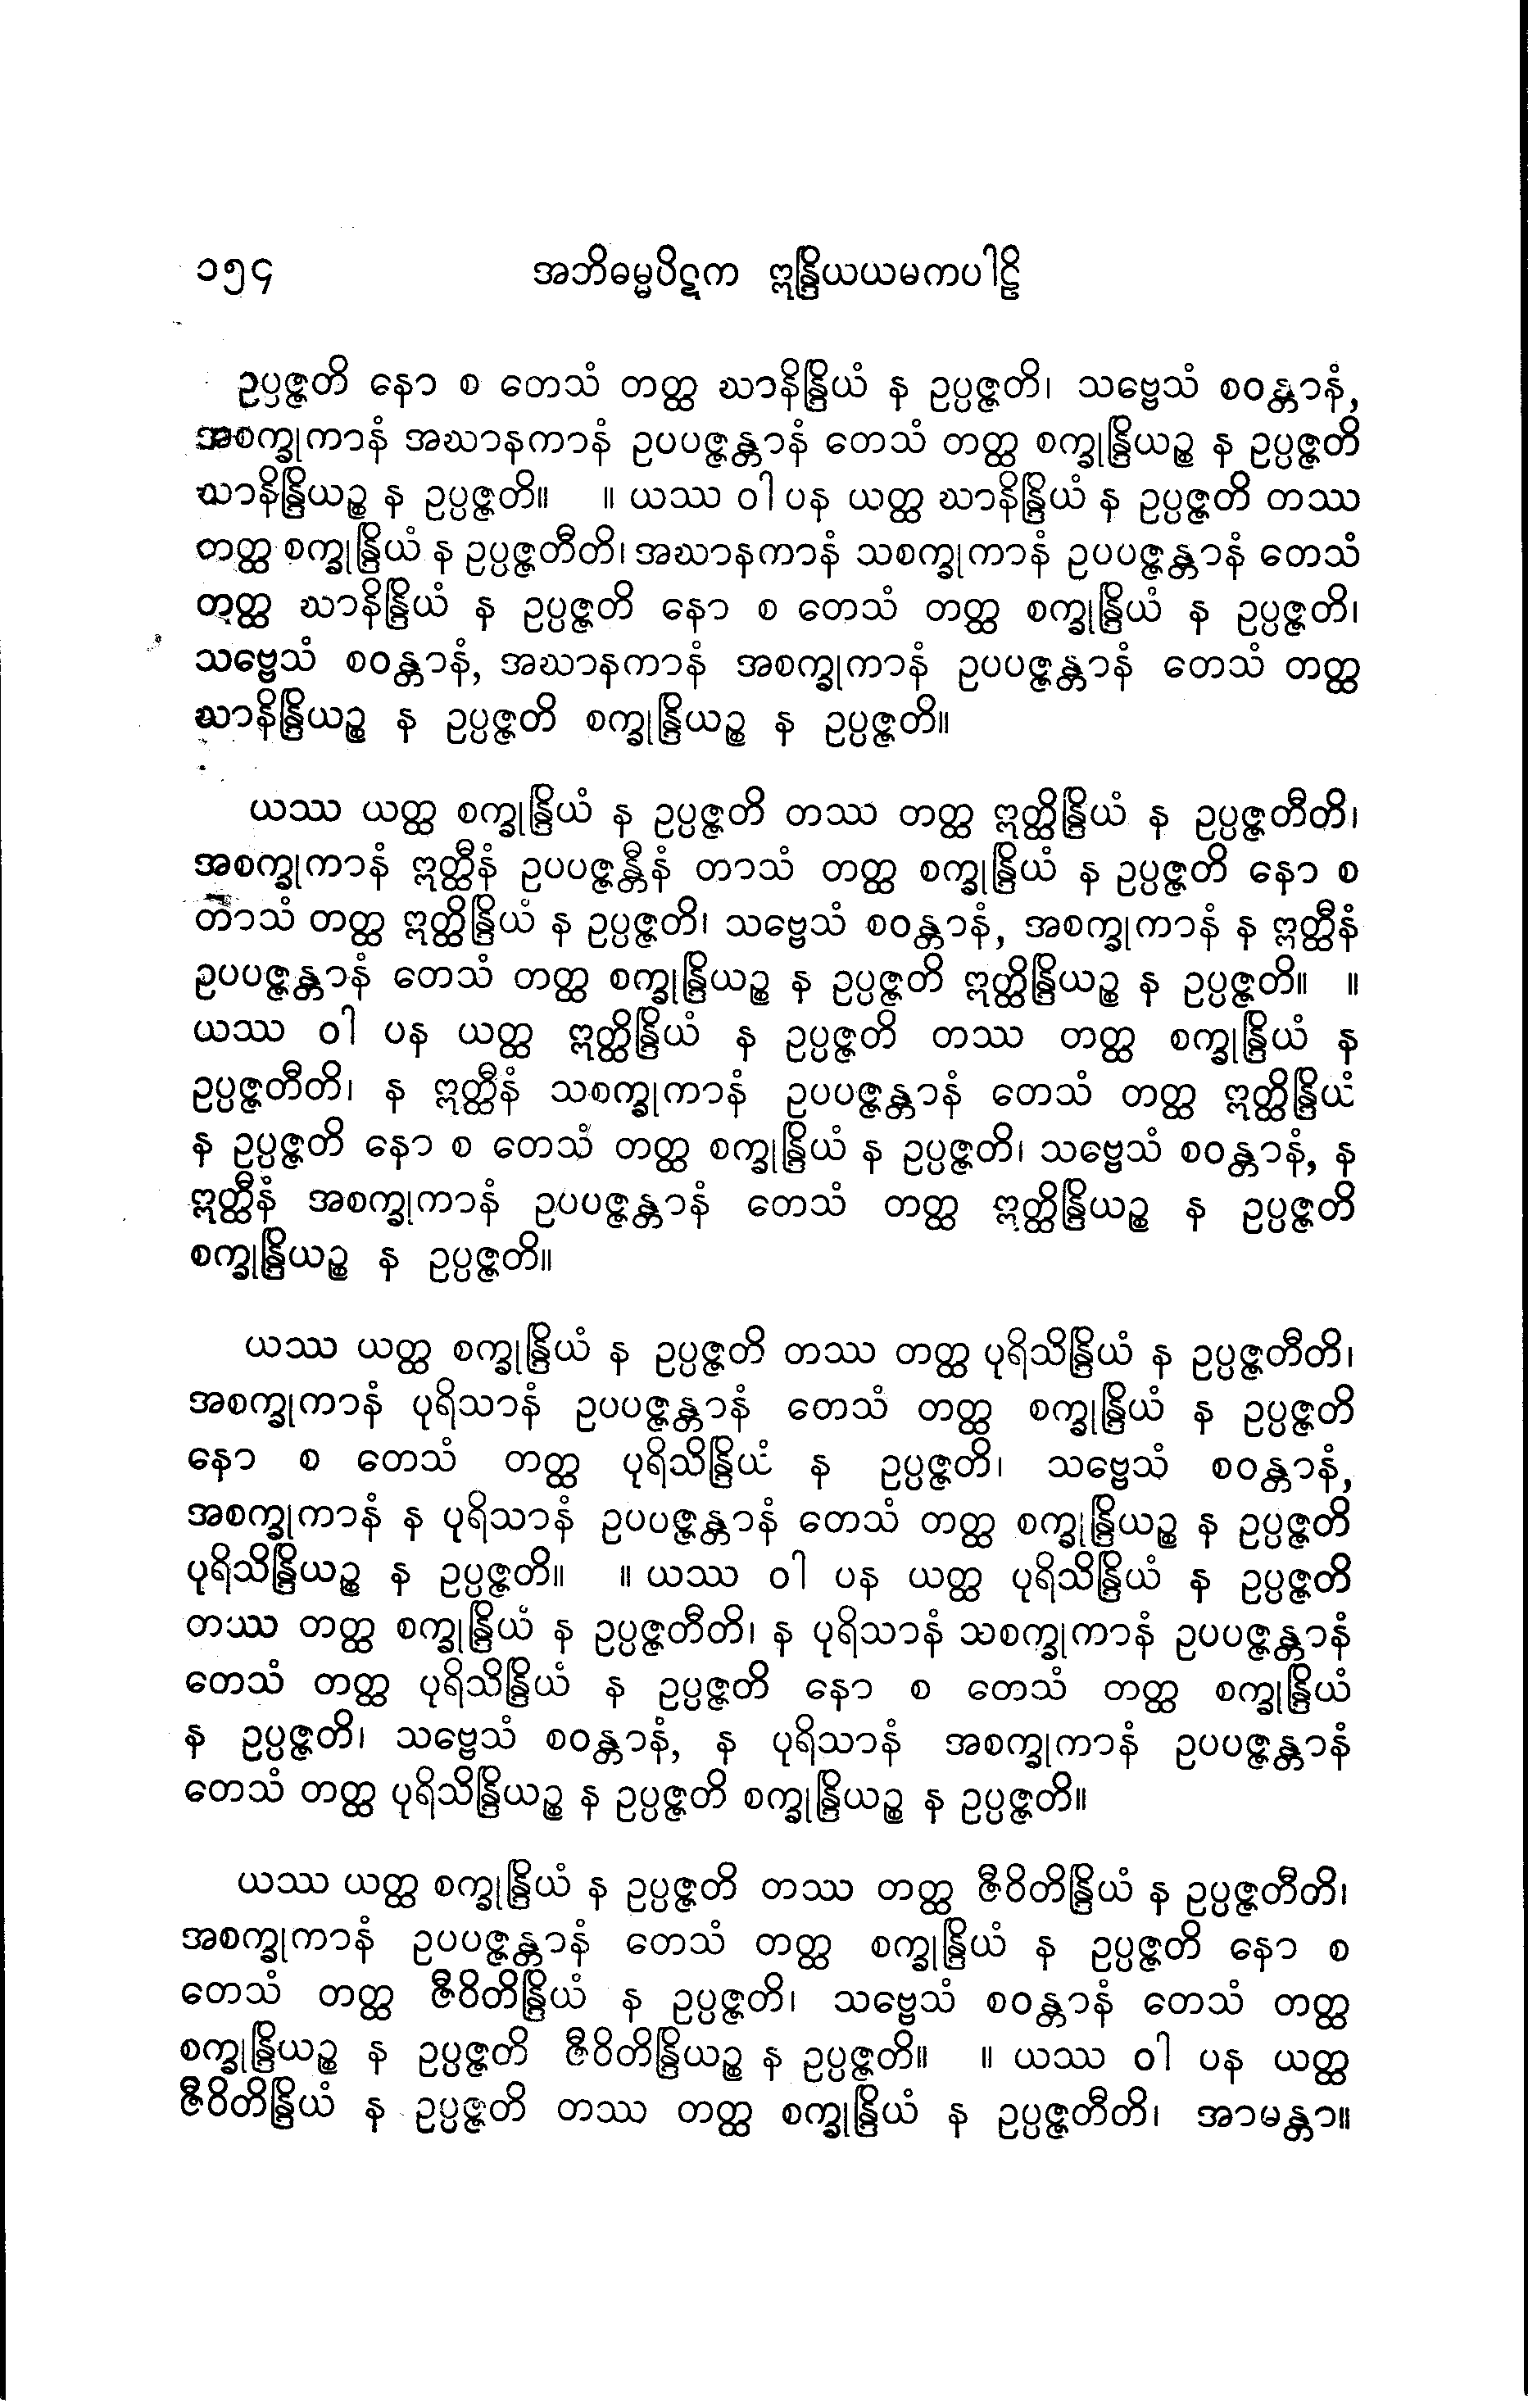 ၁၅၄ အဘိဓမ္မပိဋက ဣန္ဒြိယယမကပါဠိ
ဥပ္ပဇ္ဇတိ နော စ တေသံ တတ္ထ ဃာနိန္ဒြိယံ န ဥပ္ပဇ္ဇတိ၊ သဗ္ဗေသံ စဝန္တာနံ,
အစက္ခုကာနံ အဃာနကာနံ ဥပပဇ္ဇန္တာနံ တေသံ တတ္ထ စက္ခုန္ဒြိယဉ္စ န ဥပ္ပဇ္ဇတိ
ဃာနိန္ဒြိယဉ္စ န ဥပ္ပဇ္ဇတိ။ ။ ယဿ ဝါ ပန ယတ္ထ ဃာနိန္ဒြိယံ န ဥပ္ပဇ္ဇတိ တဿ
တတ္ထ စက္ခုန္ဒြိယံ န ဥပ္ပဇ္ဇတီတိ၊ အဃာနကာနံ သစက္ခုကာနံ ဥပပဇ္ဇန္တာနံ တေသံ
တတ္ထ ဃာနိန္ဒြိယံ န ဥပ္ပဇ္ဇတိ နော စ တေသံ တတ္ထ စက္ခုန္ဒြိယံ န ဥပ္ပဇ္ဇတိ၊
သဗ္ဗေသံ စဝန္တာနံ, အဃာနကာနံ အစက္ခုကာနံ ဥပပဇ္ဇန္တာနံ တေသံ တတ္ထ
ဃာနိန္ဒြိယဉ္စ န ဥပ္ပဇ္ဇတိ စက္ခုန္ဒြိယဉ္စ န ဥပ္ပဇ္ဇတိ။
ယဿ ယတ္ထ စက္ခုန္ဒြိယံ န ဥပ္ပဇ္ဇတိ တဿ တတ္ထ ဣတ္ထိန္ဒြိယံ န ဥပ္ပဇ္ဇတီတိ၊
အစက္ခုကာနံ ဣတ္ထီနံ ဥပပဇ္ဇန္တီနံ တာသံ တတ္ထ စက္ခုန္ဒြိယံ န ဥပ္ပဇ္ဇတိ နော စ
တာသံ တတ္ထ ဣတ္ထိန္ဒြိယံ န ဥပ္ပဇ္ဇတိ၊ သဗ္ဗေသံ စဝန္တာနံ, အစက္ခုကာနံ န ဣတ္ထီနံ
ဥပပဇ္ဇန္တာနံ တေသံ တတ္ထ စက္ခုန္ဒြိယဉ္စ န ဥပ္ပဇ္ဇတိ ဣတ္ထိန္ဒြိယဉ္စ န ဥပ္ပဇ္ဇတိ။ ။
ယဿ ဝါ ပန ယတ္ထ ဣတ္ထိန္ဒြိယံ န ဥပ္ပဇ္ဇတိ တဿ တတ္ထ စက္ခုန္ဒြိယံ န
ဥပ္ပဇ္ဇတီတိ၊ န ဣတ္ထီနံ သစက္ခုကာနံ ဥပပဇ္ဇန္တာနံ တေသံ တတ္ထ ဣတ္ထိန္ဒြိယံ
န ဥပ္ပဇ္ဇတိ နော စ တေသံ တတ္ထ စက္ခုန္ဒြိယံ န ဥပ္ပဇ္ဇတိ၊ သဗ္ဗေသံ စဝန္တာနံ, န
ဣတ္ထီနံ အစက္ခုကာနံ ဥပပဇ္ဇန္တာနံ တေသံ တတ္ထ ဣတ္ထိန္ဒြိယဉ္စ န ဥပ္ပဇ္ဇတိ
စက္ခုန္ဒြိယဉ္စ န ဥပ္ပဇ္ဇတိ။
ယဿ ယတ္ထ စက္ခုန္ဒြိယံ န ဥပ္ပဇ္ဇတိ တဿ တတ္ထ ပုရိသိန္ဒြိယံ န ဥပ္ပဇ္ဇတီတိ၊
အစက္ခုကာနံ ပုရိသာနံ ဥပပဇ္ဇန္တာနံ တေသံ တတ္ထ စက္ခုန္ဒြိယံ န ဥပ္ပဇ္ဇတိ
နော စ တေသံ တတ္ထ ပုရိသိန္ဒြိယံ န ဥပ္ပဇ္ဇတိ၊ သဗ္ဗေသံ စဝန္တာနံ,
အစက္ခုကာနံ န ပုရိသာနံ ဥပပဇ္ဇန္တာနံ တေသံ တတ္ထ စက္ခုန္ဒြိယဉ္စ န ဥပ္ပဇ္ဇတိ
ပုရိသိန္ဒြိယဉ္စ န ဥပ္ပဇ္ဇတိ။ ။ ယဿ ဝါ ပန ယတ္ထ ပုရိသိန္ဒြိယံ န ဥပ္ပဇ္ဇတိ
တဿ တတ္ထ စက္ခုန္ဒြိယံ န ဥပ္ပဇ္ဇတီတိ၊ န ပုရိသာနံ သစက္ခုကာနံ ဥပပဇ္ဇန္တာနံ
တေသံ တတ္ထ ပုရိသိန္ဒြိယံ န ဥပ္ပဇ္ဇတိ နော စ တေသံ တတ္ထ စက္ခုန္ဒြိယံ
န ဥပ္ပဇ္ဇတိ၊ သဗ္ဗေသံ စဝန္တာနံ, န ပုရိသာနံ အစက္ခုကာနံ ဥပပဇ္ဇန္တာနံ
တေသံ တတ္ထ ပုရိသိန္ဒြိယဉ္စ န ဥပ္ပဇ္ဇတိ စက္ခုန္ဒြိယဉ္စ န ဥပ္ပဇ္ဇတိ။
ယဿ ယတ္ထ စက္ခုန္ဒြိယံ န ဥပ္ပဇ္ဇတိ တဿ တတ္ထ ဇီဝိတိန္ဒြိယံ န ဥပ္ပဇ္ဇတီတိ၊
အစက္ခုကာနံ ဥပပဇ္ဇန္တာနံ တေသံ တတ္ထ စက္ခုန္ဒြိယံ န ဥပ္ပဇ္ဇတိ နော စ
တေသံ တတ္ထ ဇီဝိတိန္ဒြိယံ န ဥပ္ပဇ္ဇတိ၊ သဗ္ဗေသံ စဝန္တာနံ တေသံ တတ္ထ
စက္ခုန္ဒြိယဉ္စ န ဥပ္ပဇ္ဇတိ ဇီဝိတိန္ဒြိယဉ္စ န ဥပ္ပဇ္ဇတိ။ ။ ယဿ ဝါ ပန ယတ္ထ
ဇီဝိတိန္ဒြိယံ န ဥပ္ပဇ္ဇတိ တဿ တတ္ထ စက္ခုန္ဒြိယံ န ဥပ္ပဇ္ဇတီတိ၊ အာမန္တာ။